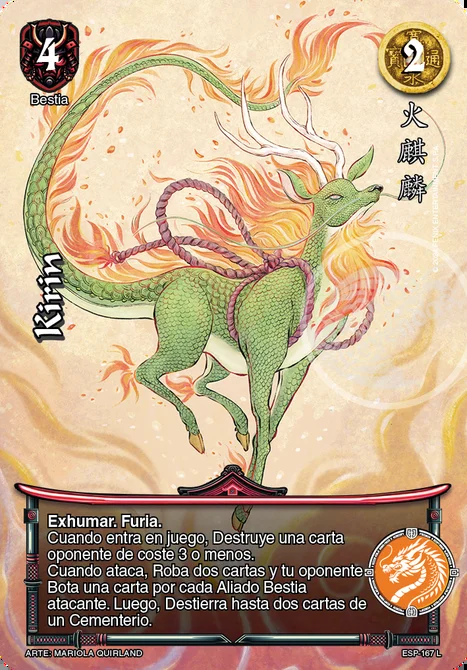 4
Bestia
2
火麒麟
Kirin
Exhumar. Furia.
Cuando entra en juego, Destruye una carta
oponente de coste 3 o menos.
Cuando ataca, Roba dos cartas y tu oponente
Bota una carta por cada Aliado Bestia
atacante. Luego, Destierra hasta dos cartas de
un Cementerio.
ARTE: MARIOLA QUIRLAND
ESP-167 L